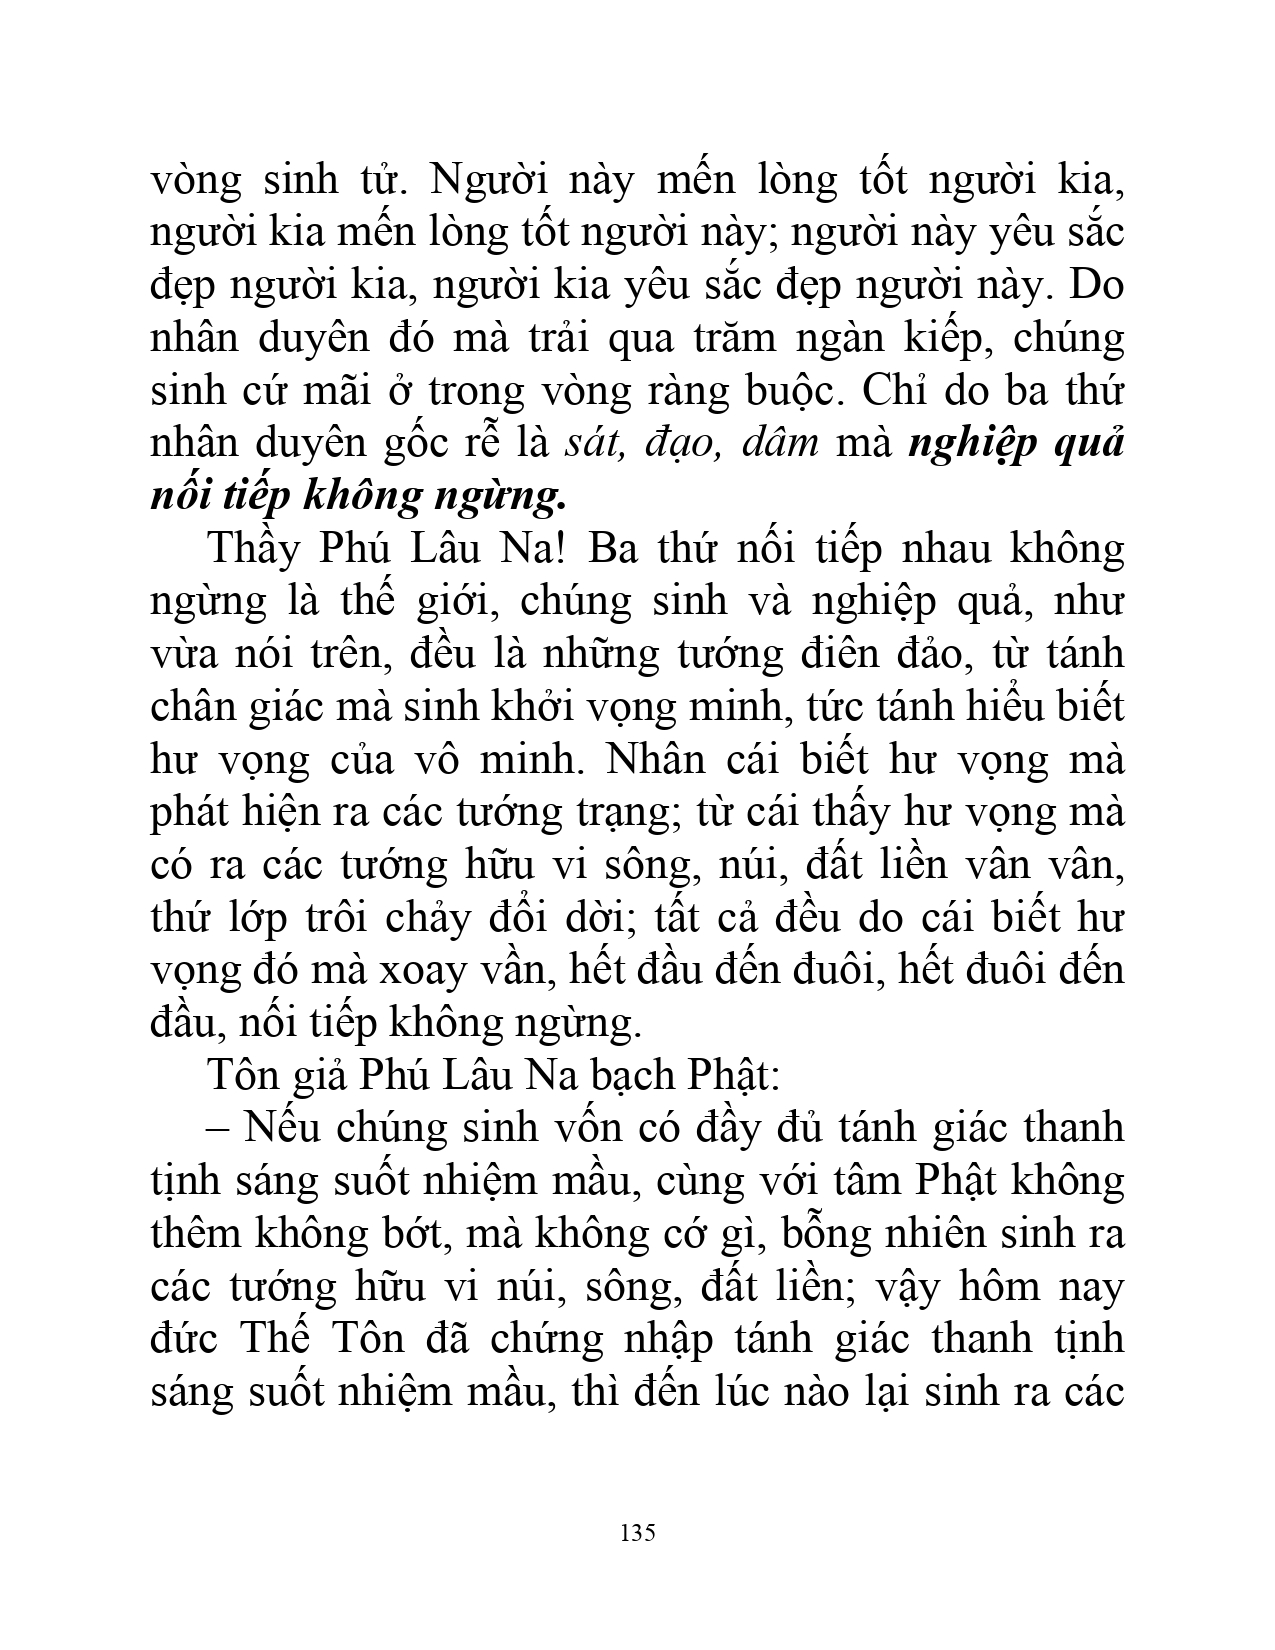 vòng sinh tử. Người này mến lòng tốt người kia,
người kia mến lòng tốt người này; người này yêu sắc
đẹp người kia, người kia yêu sắc đẹp người này. Do
nhân duyên đó mà trải qua trăm ngàn kiếp, chúng
sinh cứ mãi ở trong vòng ràng buộc. Chỉ do ba thứ
nhân duyên gốc rễ là sát, đạo, dâm mà nghiệp quả
nối tiếp không ngừng.
Thầy Phú Lâu Na! Ba thứ nối tiếp nhau không
ngừng là thế giới, chúng sinh và nghiệp quả, như
vừa nói trên, đều là những tướng điên đảo, từ tánh
chân giác mà sinh khởi vọng minh, tức tánh hiểu biết
hư vọng của vô minh. Nhân cái biết hư vọng mà
phát hiện ra các tướng trạng; từ cái thấy hư vọng mà
có ra các tướng hữu vi sông, núi, đất liền vân vân,
thứ lớp trôi chảy đổi dời; tất cả đều do cái biết hư
vọng đó mà xoay vần, hết đầu đến đuôi, hết đuôi đến
đầu, nối tiếp không ngừng.
Tôn giả Phú Lâu Na bạch Phật:
– Nếu chúng sinh vốn có đầy đủ tánh giác thanh
tịnh sáng suốt nhiệm mầu, cùng với tâm Phật không
thêm không bớt, mà không cớ gì, bỗng nhiên sinh ra
các tướng hữu vi núi, sông, đất liền; vậy hôm nay
đức Thế Tôn đã chứng nhập tánh giác thanh tịnh
sáng suốt nhiệm mầu, thì đến lúc nào lại sinh ra các
135